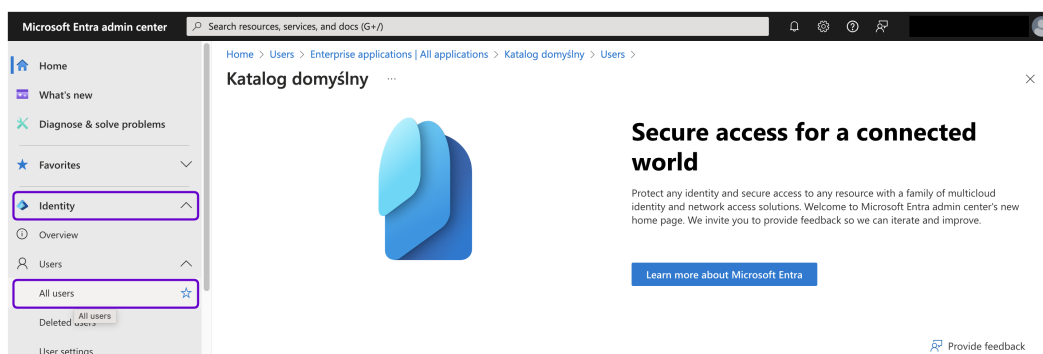 Microsoft Entra admin center
Search resources, services, and docs (G+/)
Home
What's new
Diagnose & solve problems
Favorites
Identity
Overview
Users
All users
All users
Deleted users
User settings
Home > Users > Enterprise applications | All applications > Katalog domyślny > Users >
Katalog domyślny ...
Secure access for a connected
world
Protect any identity and secure access to any resource with a family of multicloud
identity and network access solutions. Welcome to Microsoft Entra admin center's new
home page. We invite you to provide feedback so we can iterate and improve.
Learn more about Microsoft Entra
Provide feedback